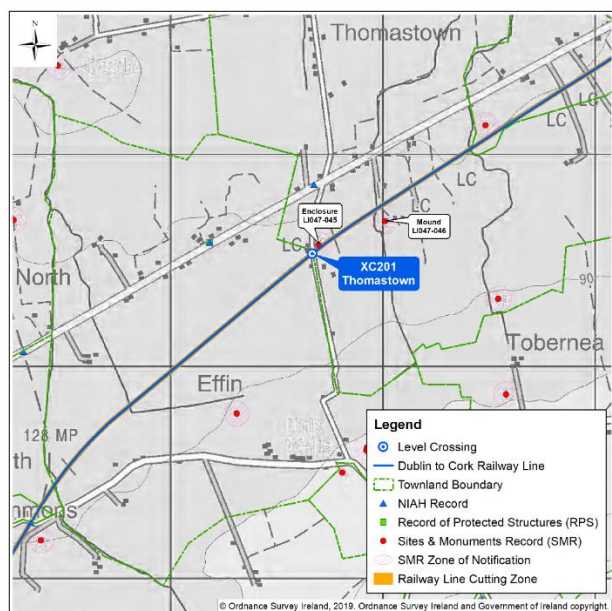 N
Thomastown
LC
LC
Enclosure
LI047-045
LC
LC
Mound
LI047-046
LC
XC201
Thomastown
North
90
Tobernea
Effin
128 MP
th
mmons
Legend
Level Crossing
Dublin to Cork Railway Line
Townland Boundary
NIAH Record
Record of Protected Structures (RPS)
Sites & Monuments Record (SMR)
SMR Zone of Notification
Railway Line Cutting Zone
© Ordnance Survey Ireland, 2019. Ordnance Survey Ireland and Government of Ireland copyright.